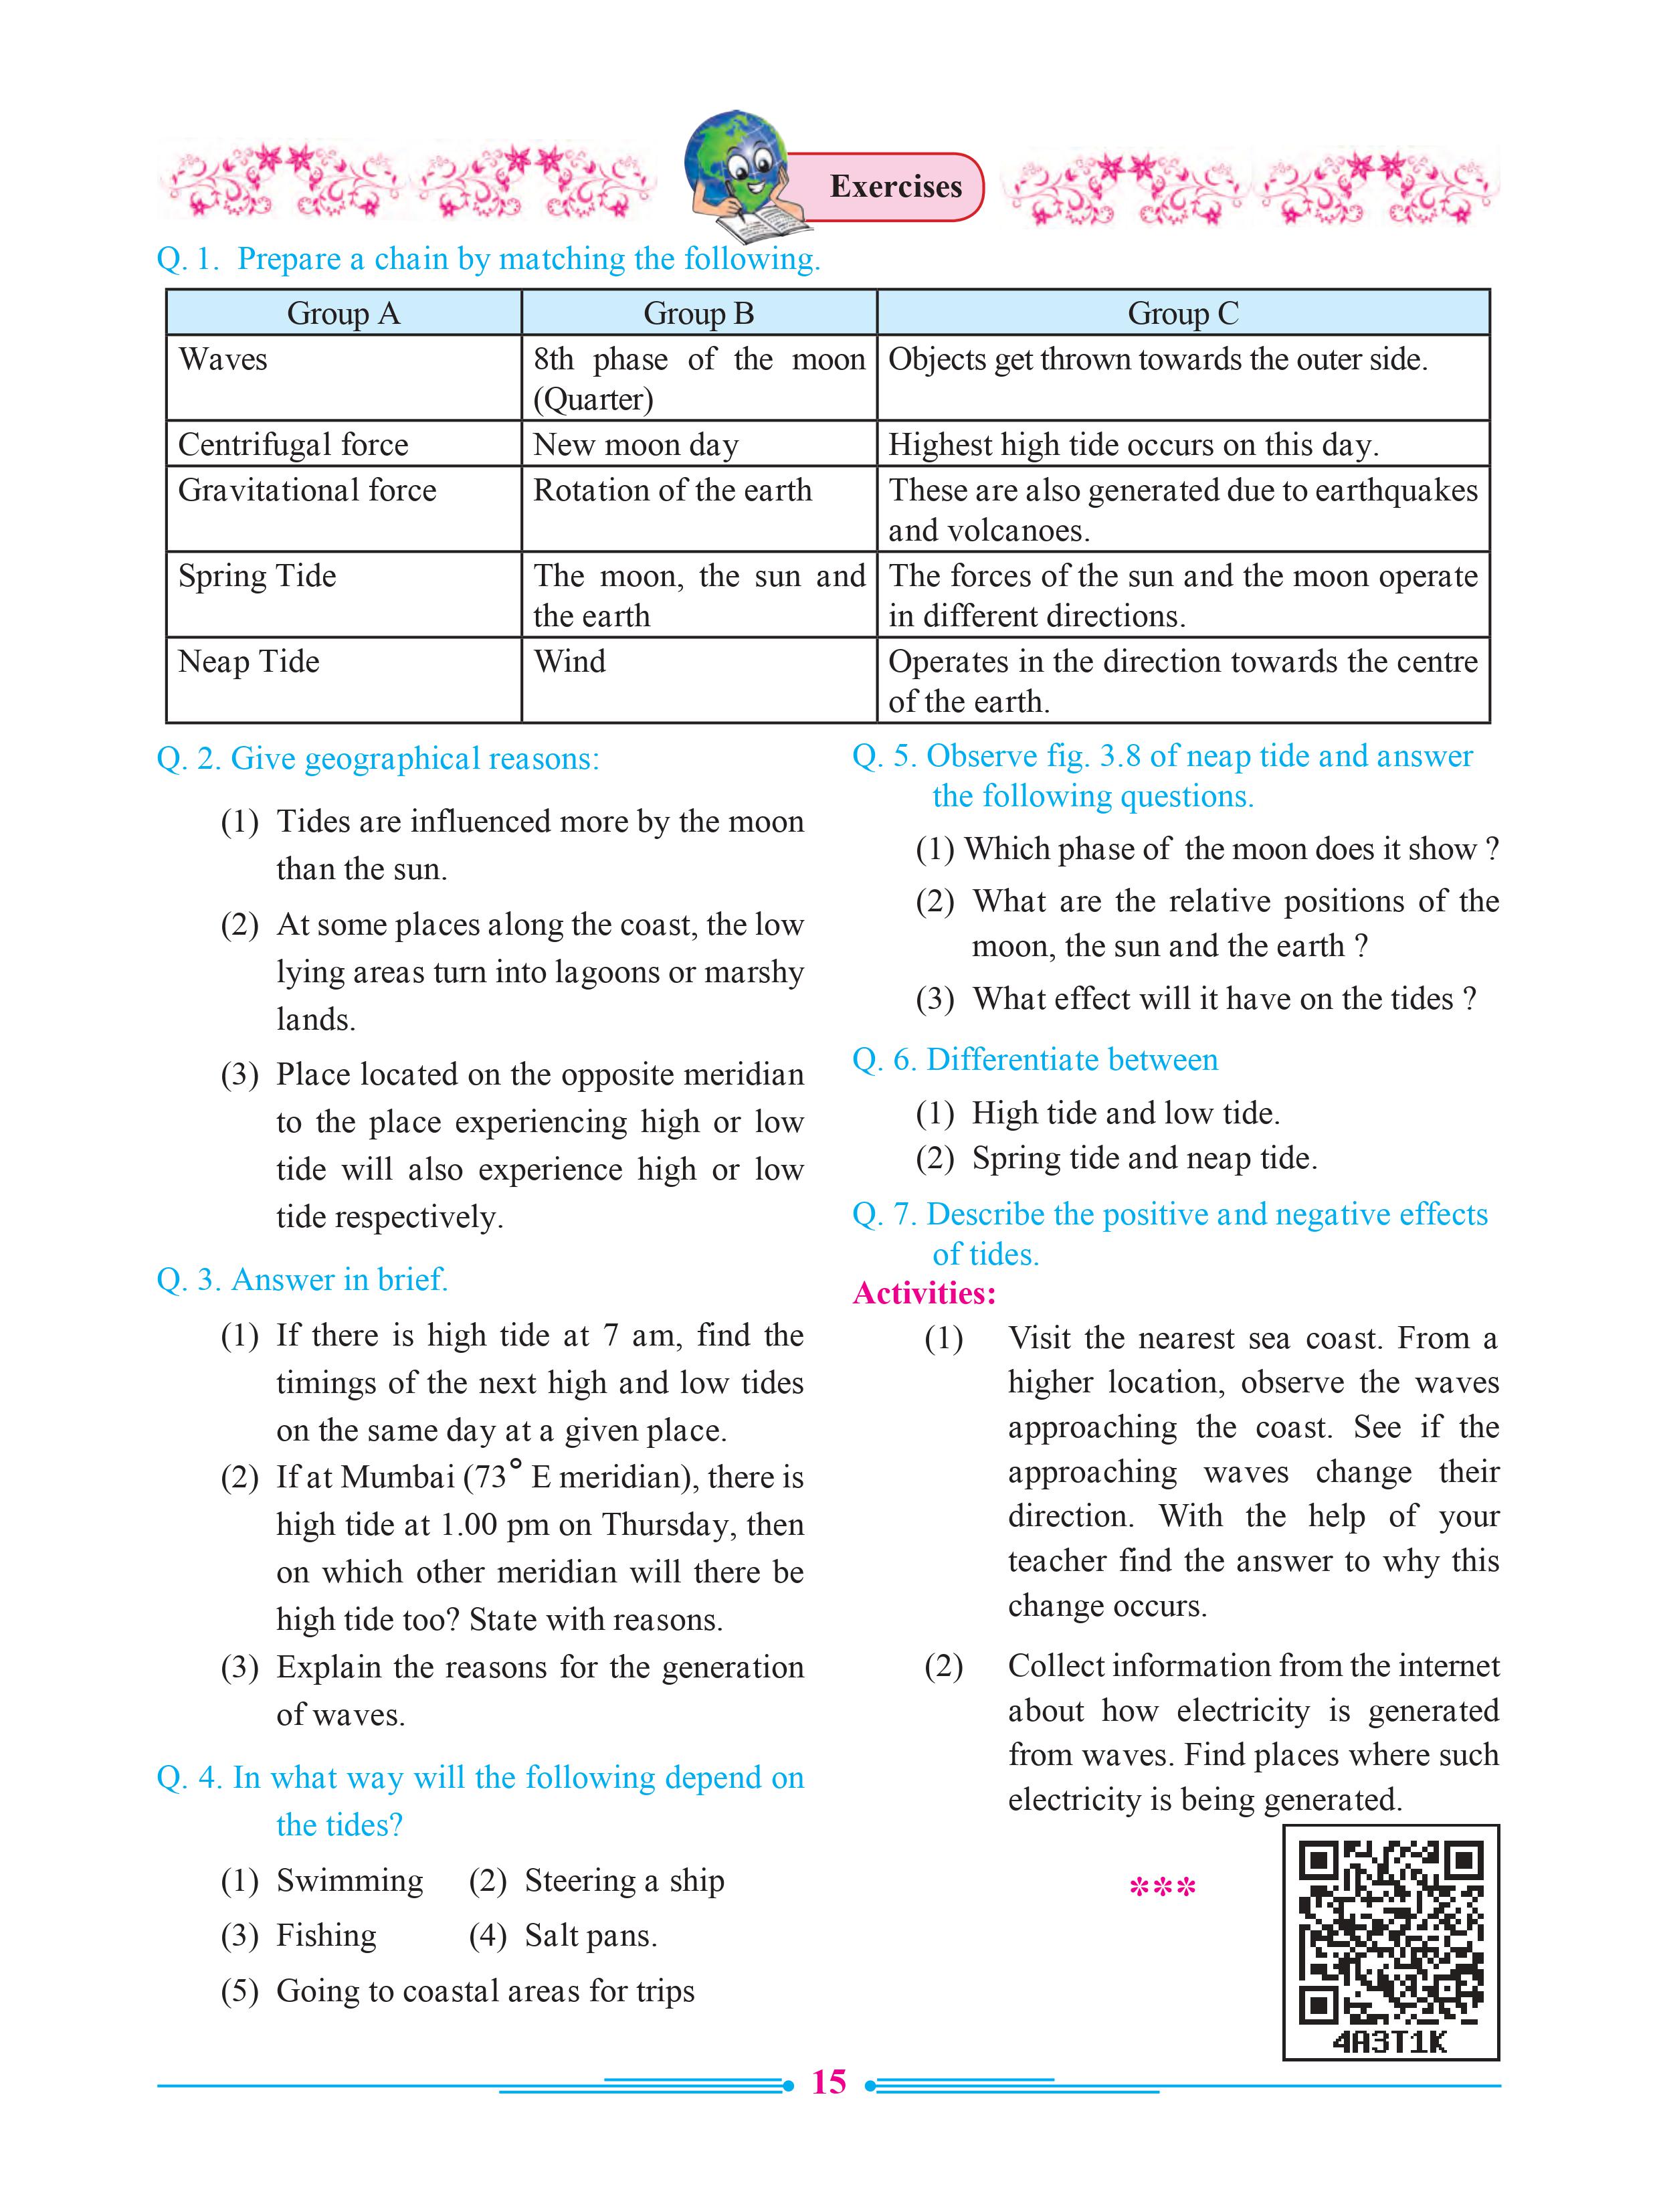 Exercises
Q. 1. Prepare a chain by matching the following.
Group A Group B Group C
Waves 8th phase of the moon Objects get thrown towards the outer side.
(Quarter)
Centrifugal force New moon day Highest high tide occurs on this day.
Gravitational force Rotation of the earth These are also generated due to earthquakes
and volcanoes.
Spring Tide The moon, the sun and The forces of the sun and the moon operate
the earth in different directions.
Neap Tide Wind Operates in the direction towards the centre
of the earth.
Q. 2. Give geographical reasons:
(1) Tides are influenced more by the moon
than the sun.
(2) At some places along the coast, the low
lying areas turn into lagoons or marshy
lands.
(3) Place located on the opposite meridian
to the place experiencing high or low
tide will also experience high or low
tide respectively.
Q. 3. Answer in brief.
(1) If there is high tide at 7 am, find the
timings of the next high and low tides
on the same day at a given place.
(2) If at Mumbai (73° E meridian), there is
high tide at 1.00 pm on Thursday, then
on which other meridian will there be
high tide too? State with reasons.
(3) Explain the reasons for the generation
of waves.
Q. 4. In what way will the following depend on
the tides?
(1) Swimming (2) Steering a ship
(3) Fishing (4) Salt pans.
(5) Going to coastal areas for trips
Q. 5. Observe fig. 3.8 of neap tide and answer
the following questions.
(1) Which phase of the moon does it show ?
(2) What are the relative positions of the
moon, the sun and the earth ?
(3) What effect will it have on the tides ?
Q. 6. Differentiate between
(1) High tide and low tide.
(2) Spring tide and neap tide.
Q. 7. Describe the positive and negative effects
of tides.
Activities:
(1) Visit the nearest sea coast. From a
higher location, observe the waves
approaching the coast. See if the
approaching waves change their
direction. With the help of your
teacher find the answer to why this
change occurs.
(2) Collect information from the internet
about how electricity is generated
from waves. Find places where such
electricity is being generated.
***
4A3T1K
15